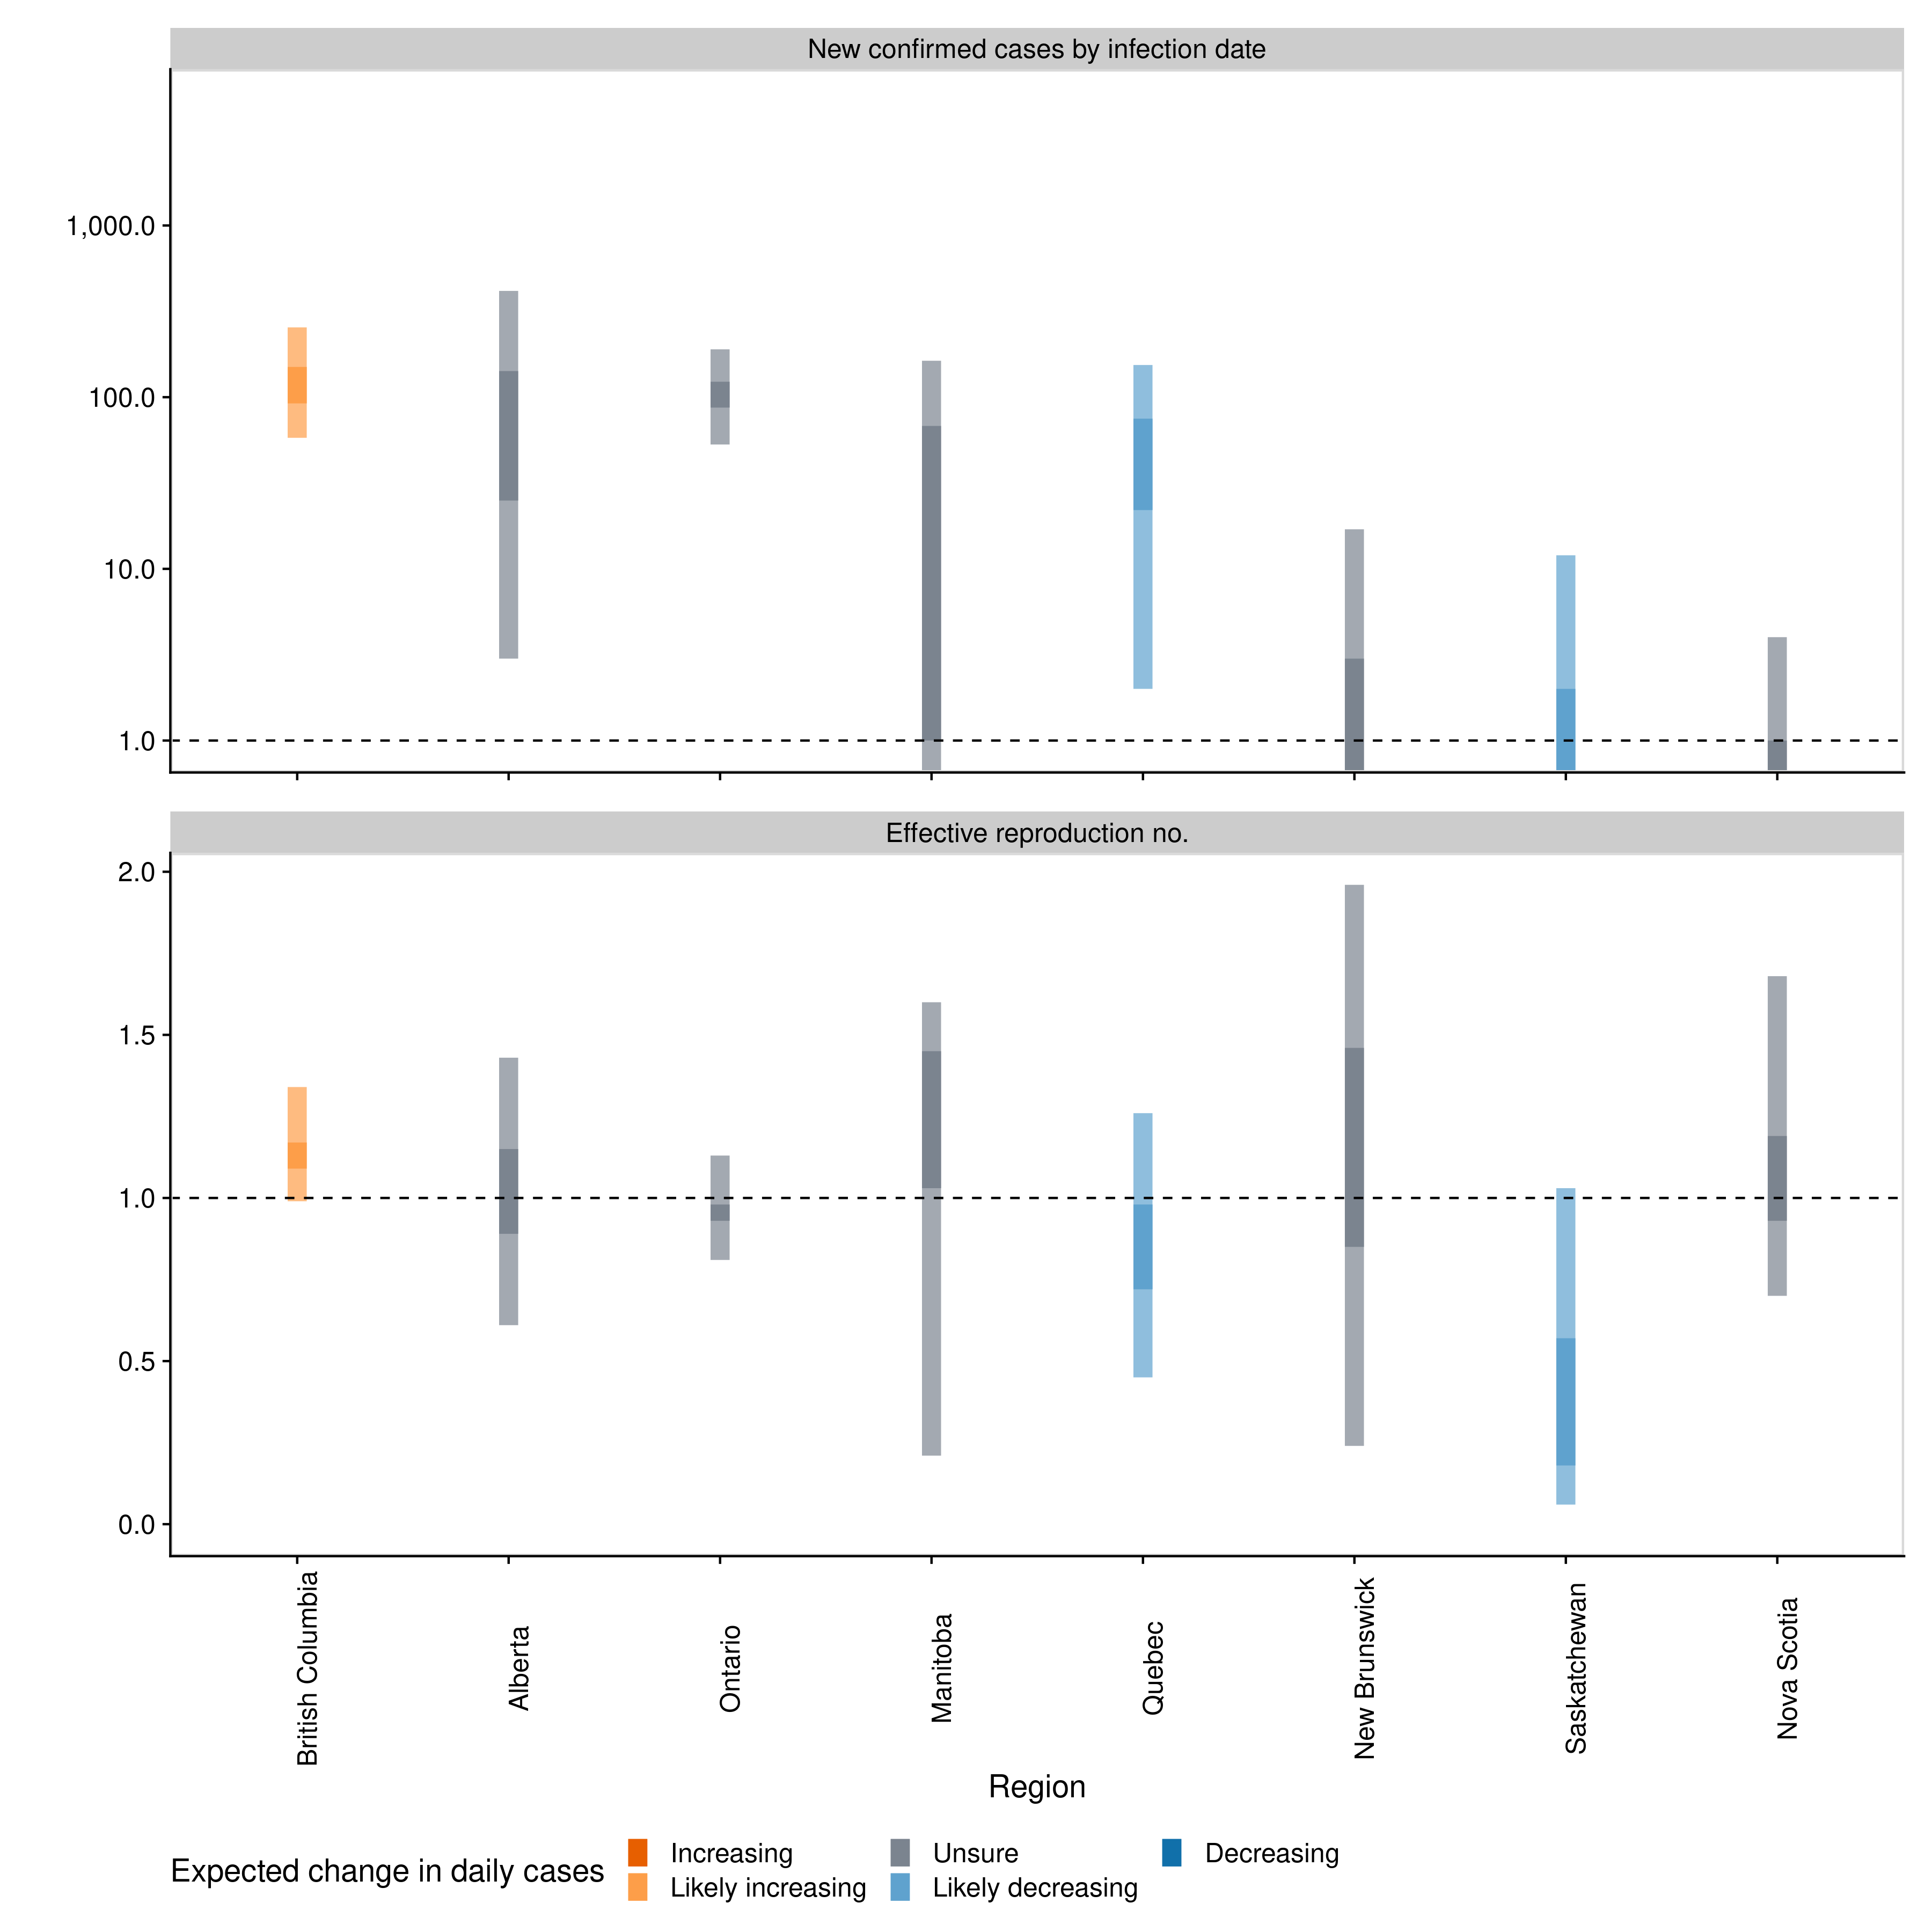 New confirmed cases by infection date
1,000.0
100.0
10.0
1.0
Effective reproduction no.
2.0
1.5
1.0
0.5
0.0
British Columbia
Alberta
Ontario
Manitoba
Quebec
New Brunswick
Saskatchewan
Nova Scotia
Region
Expected change in daily cases
Increasing
Likely increasing
Unsure
Likely decreasing
Decreasing